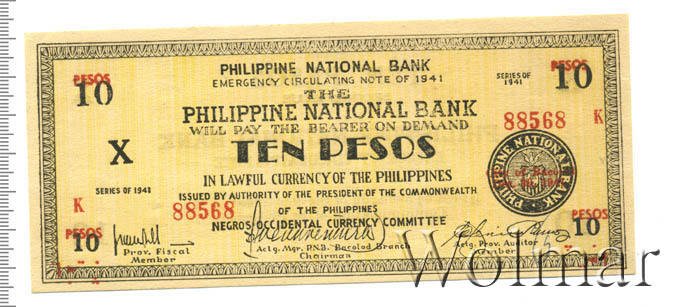 PHILIPPINE NATIONAL BANK
EMERGENCY CIRCULATING NOTE OF 1941
PESOS
10
SERIES OF
1941
PESOS
10
THE
PHILIPPINE NATIONAL BANK
WILL PAY THE BEARER ON DEMAND
88568 K
X
TEN PESOS
PHILIPPINE NATIONAL BANK
IN LAWFUL CURRENCY OF THE PHILIPPINES
SERIES OF 1941
ISSUED BY AUTHORITY OF THE PRESIDENT OF THE COMMONWEALTH
K
88568
OF THE PHILIPPINES
NEGROS OCCIDENTAL CURRENCY COMMITTEE
PESOS
10
PESOS
10
Prov. Fiscal
Member
Actg. Mgr. P.N.B. Bacolod Branch
Chairman
Actg. Prov. Auditor
Member
Wolmar